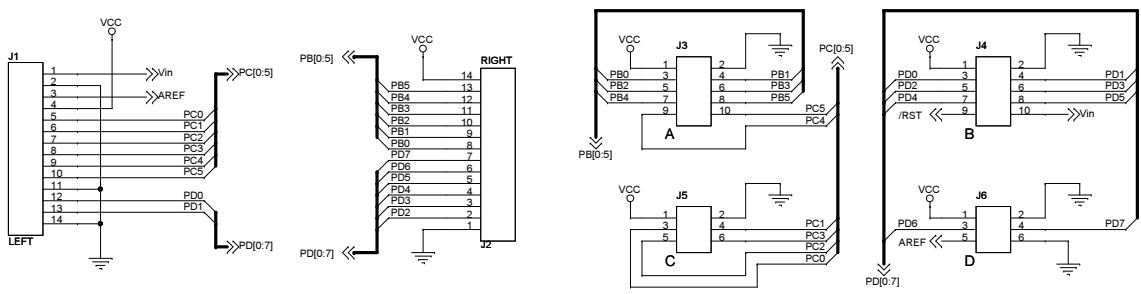 VCC
J1
1
Vin
2
3
AREF
4
5
PC0
6
PC1
7
PC2
8
PC3
9
PC4
10
PC5
11
12
PD0
13
PD1
14
LEFT
PC[0:5]
PD[0:7]
PB[0:5]
VCC
RIGHT
14
PB5
13
PB4
12
PB3
11
PB2
10
PB1
9
PB0
8
PD7
7
PD6
6
PD5
5
PD4
4
PD3
3
PD2
2
1
J2
PD[0:7]
VCC
J3
PC[0:5]
1 2
PB0 3 4 PB1
PB2 5 6 PB3
PB4 7 8 PB5
9 10 PC5
PC4
A
PB[0:5]
VCC
J5
1 2
3 4 PC1
5 6 PC3
PC2
PC0
C
VCC
J4
1 2
PD0 3 4 PD1
PD2 5 6 PD3
PD4 7 8 PD5
/RST 9 10 Vin
B
VCC
J6
1 2
PD6 3 4 PD7
AREF 5 6
D
PD[0:7]